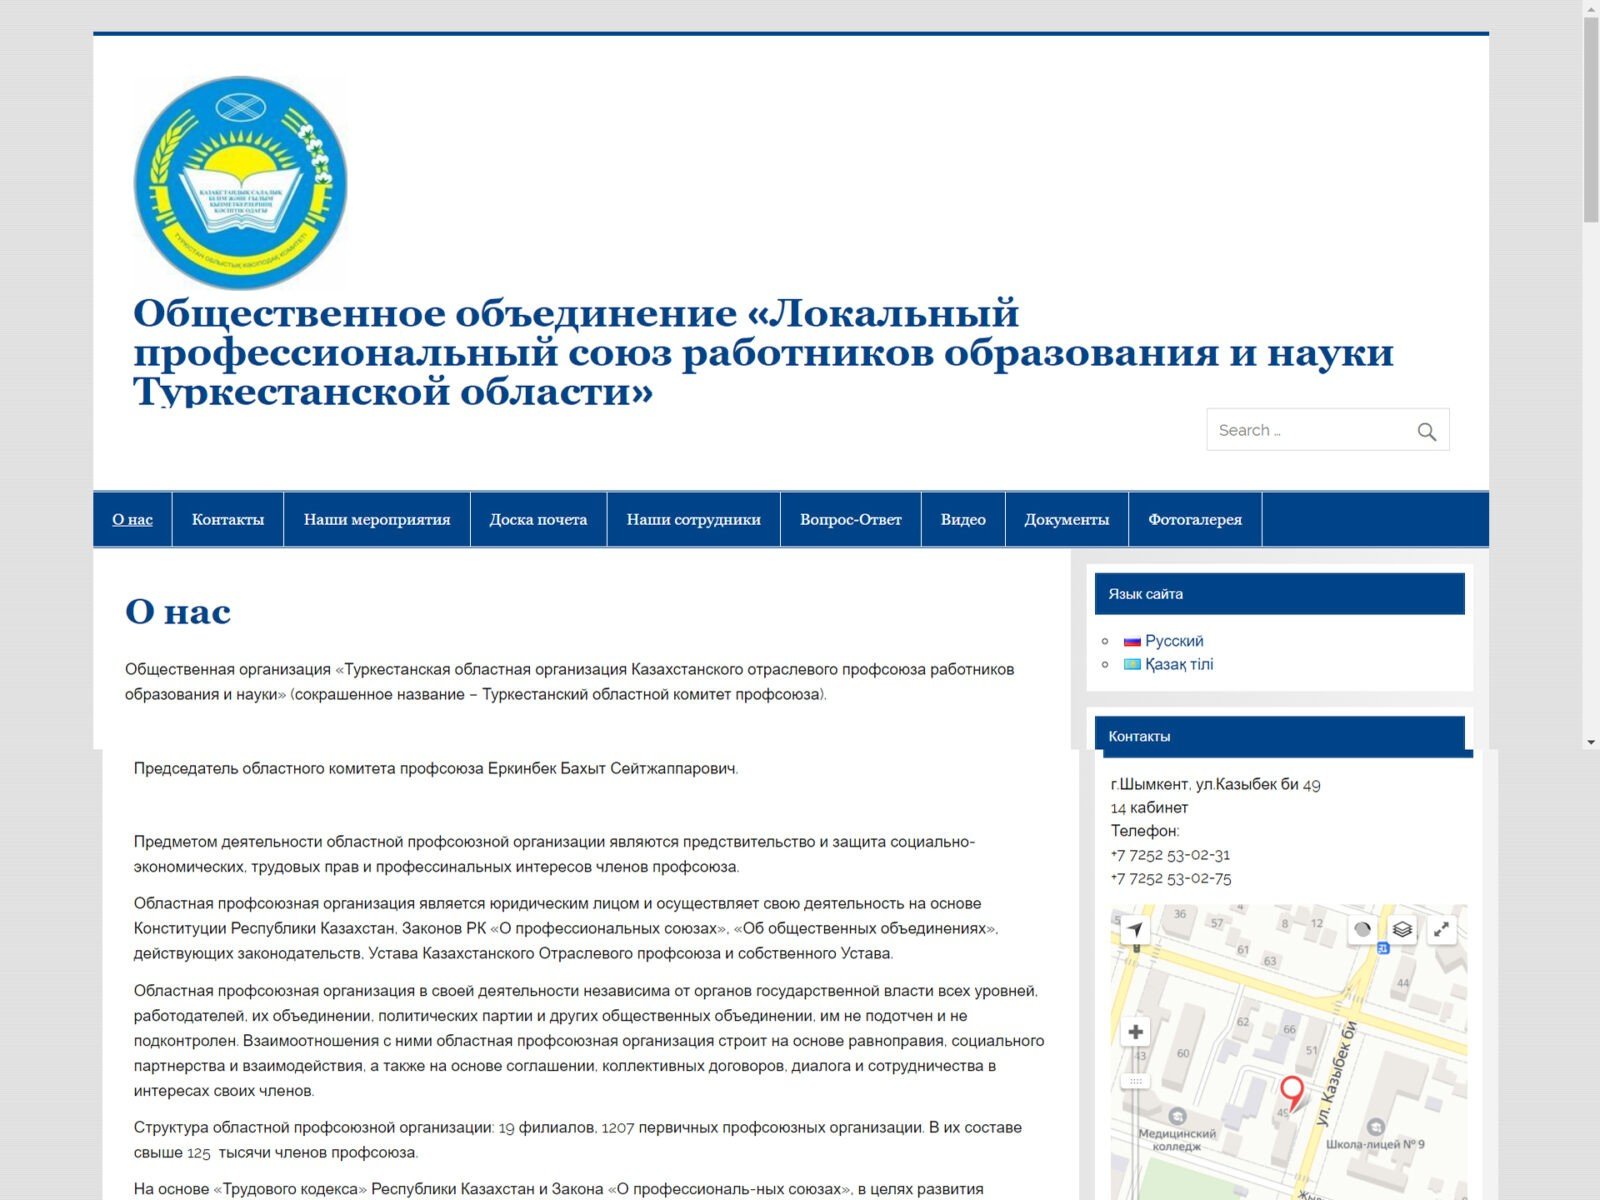 ҚАЗАҚСТАНДЫҚ САЛАЛЫҚ
БІЛІМ ЖӘНЕ ҒЫЛЫМ
ҚЫЗМЕТКЕРЛЕРІНІҢ
КӘСІПТІК ОДАҒЫ
ТҮРКІСТАН ОБЛЫСТЫҚ КӘСІПОДАҚ КОМИТЕТІ
Общественное объединение «Локальный
профессиональный союз работников образования и науки
Туркестанской области»
Search …
О нас Контакты Наши мероприятия Доска почета Наши сотрудники Вопрос-Ответ Видео Документы Фотогалерея
О нас
Общественная организация «Туркестанская областная организация Казахстанского отраслевого профсоюза работников
образования и науки» (сокрашенное название – Туркестанский областной комитет профсоюза).
Председатель областного комитета профсоюза Еркинбек Бахыт Сейтжаппарович.
Предметом деятельности областной профсоюзной организации являются предствительство и защита социально-
экономических, трудовых прав и профессинальных интересов членов профсоюза.
Областная профсоюзная организация является юридическим лицом и осуществляет свою деятельность на основе
Конституции Республики Казахстан, Законов РК «О профессиональных союзах», «Об общественных объединениях»,
действующих законодательств, Устава Казахстанского Отраслевого профсоюза и собственного Устава.
Областная профсоюзная организация в своей деятельности независима от органов государственной власти всех уровней,
работодателей, их объединении, политических партии и других общественных объединении, им не подотчен и не
подконтролен. Взаимоотношения с ними областная профсоюзная организация строит на основе равноправия, социального
партнерства и взаимодействия, а также на основе соглашении, коллективных договоров, диалога и сотрудничества в
интересах своих членов.
Структура областной профсоюзной организации: 19 филиалов, 1207 первичных профсоюзных организации. В их составе
свыше 125 тысячи членов профсоюза.
На основе «Трудового кодекса» Республики Казахстан и Закона «О профессиональ-ных союзах», в целях развития
Язык сайта
Русский
Қазақ тілі
Контакты
г.Шымкент, ул.Казыбек би 49
14 кабинет
Телефон:
+7 7252 53-02-31
+7 7252 53-02-75
36
57
4
8
12
61
63
44
62
66
51
43
60
49
ул. Казыбек би
Медицинский
колледж
Школа-лицей № 9